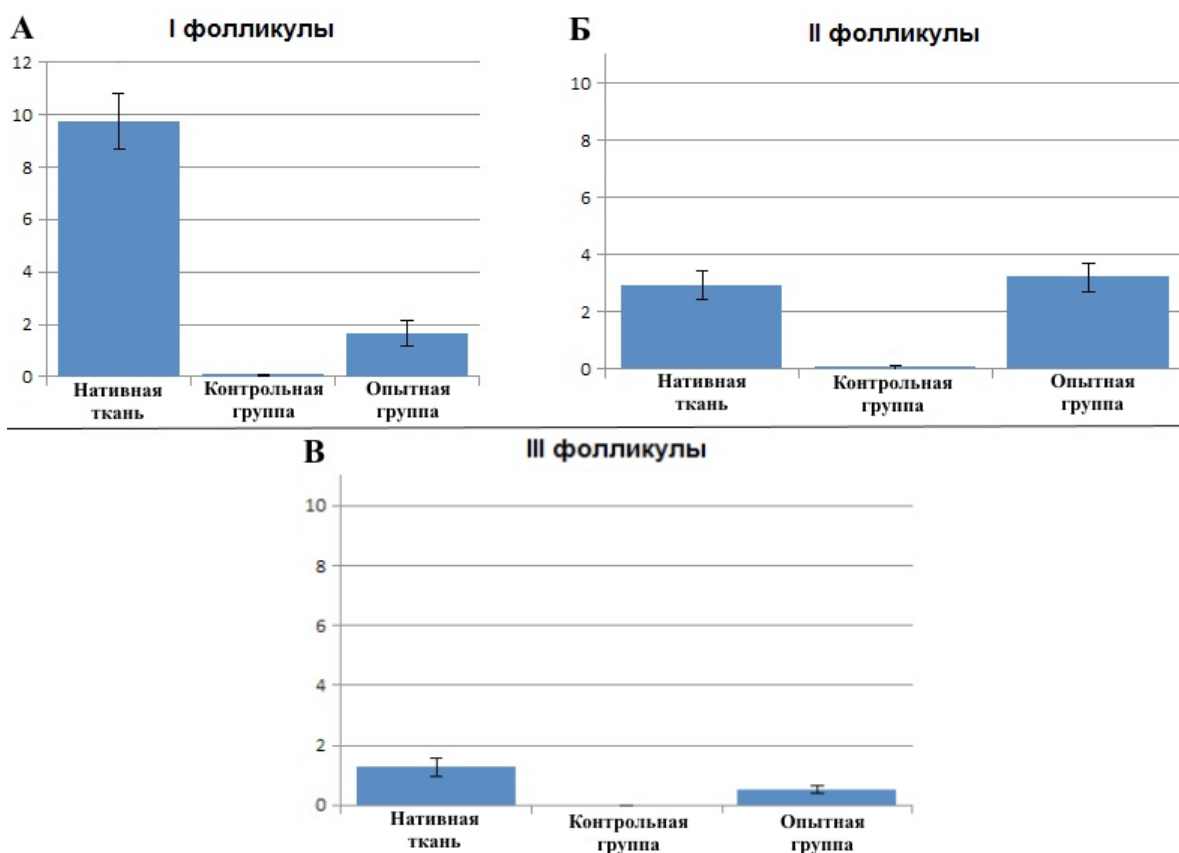 А
I фолликулы
12
10
8
6
4
2
0
Нативная ткань
Контрольная группа
Опытная группа
Б
II фолликулы
10
8
6
4
2
0
Нативная ткань
Контрольная группа
Опытная группа
В
III фолликулы
10
8
6
4
2
0
Нативная ткань
Контрольная группа
Опытная группа